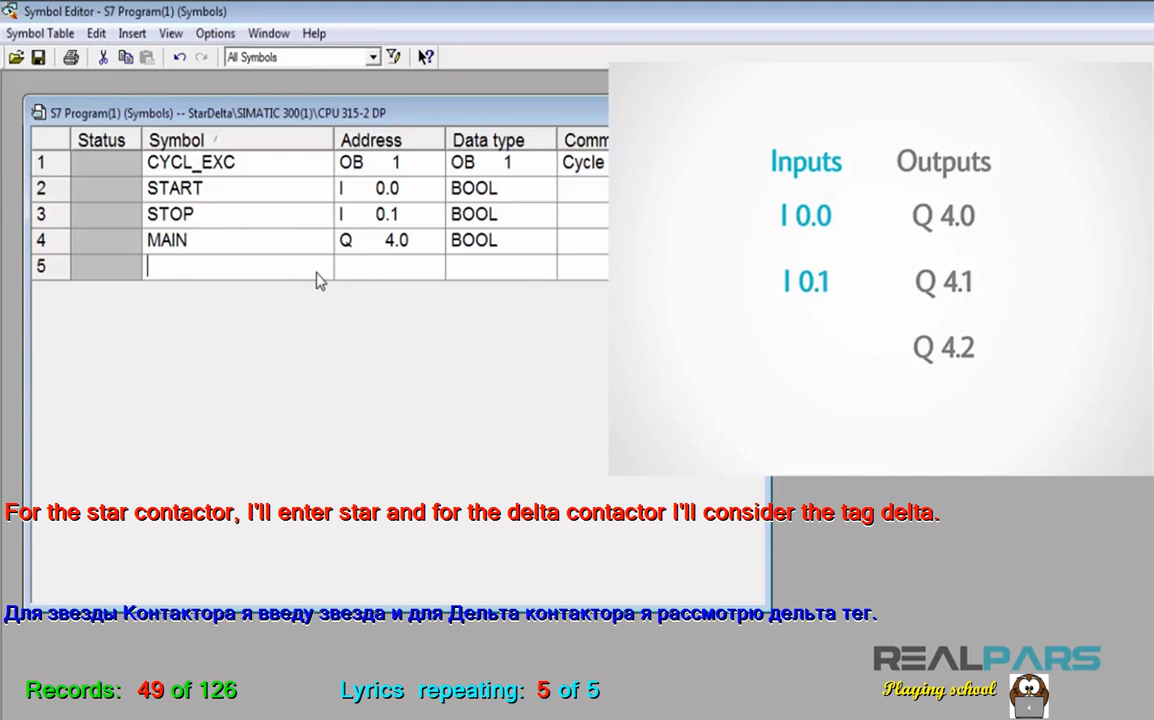 Symbol Editor - S7 Program(1) (Symbols)
Symbol Table Edit Insert View Options Window Help
All Symbols
S7 Program(1) (Symbols) -- StarDelta\SIMATIC 300(1)\CPU 315-2 DP
Status Symbol / Address Data type Comm
1 CYCL_EXC OB 1 OB 1 Cycle
2 START I 0.0 BOOL
3 STOP I 0.1 BOOL
4 MAIN Q 4.0 BOOL
5
Inputs Outputs
I 0.0 Q 4.0
I 0.1 Q 4.1
Q 4.2
For the star contactor, I'll enter star and for the delta contactor I'll consider the tag delta.
Для звезды Контактора я введу звезда и для Дельта контактора я рассмотрю дельта тег.
REALPARS
Records: 49 of 126 Lyrics repeating: 5 of 5 Playing school